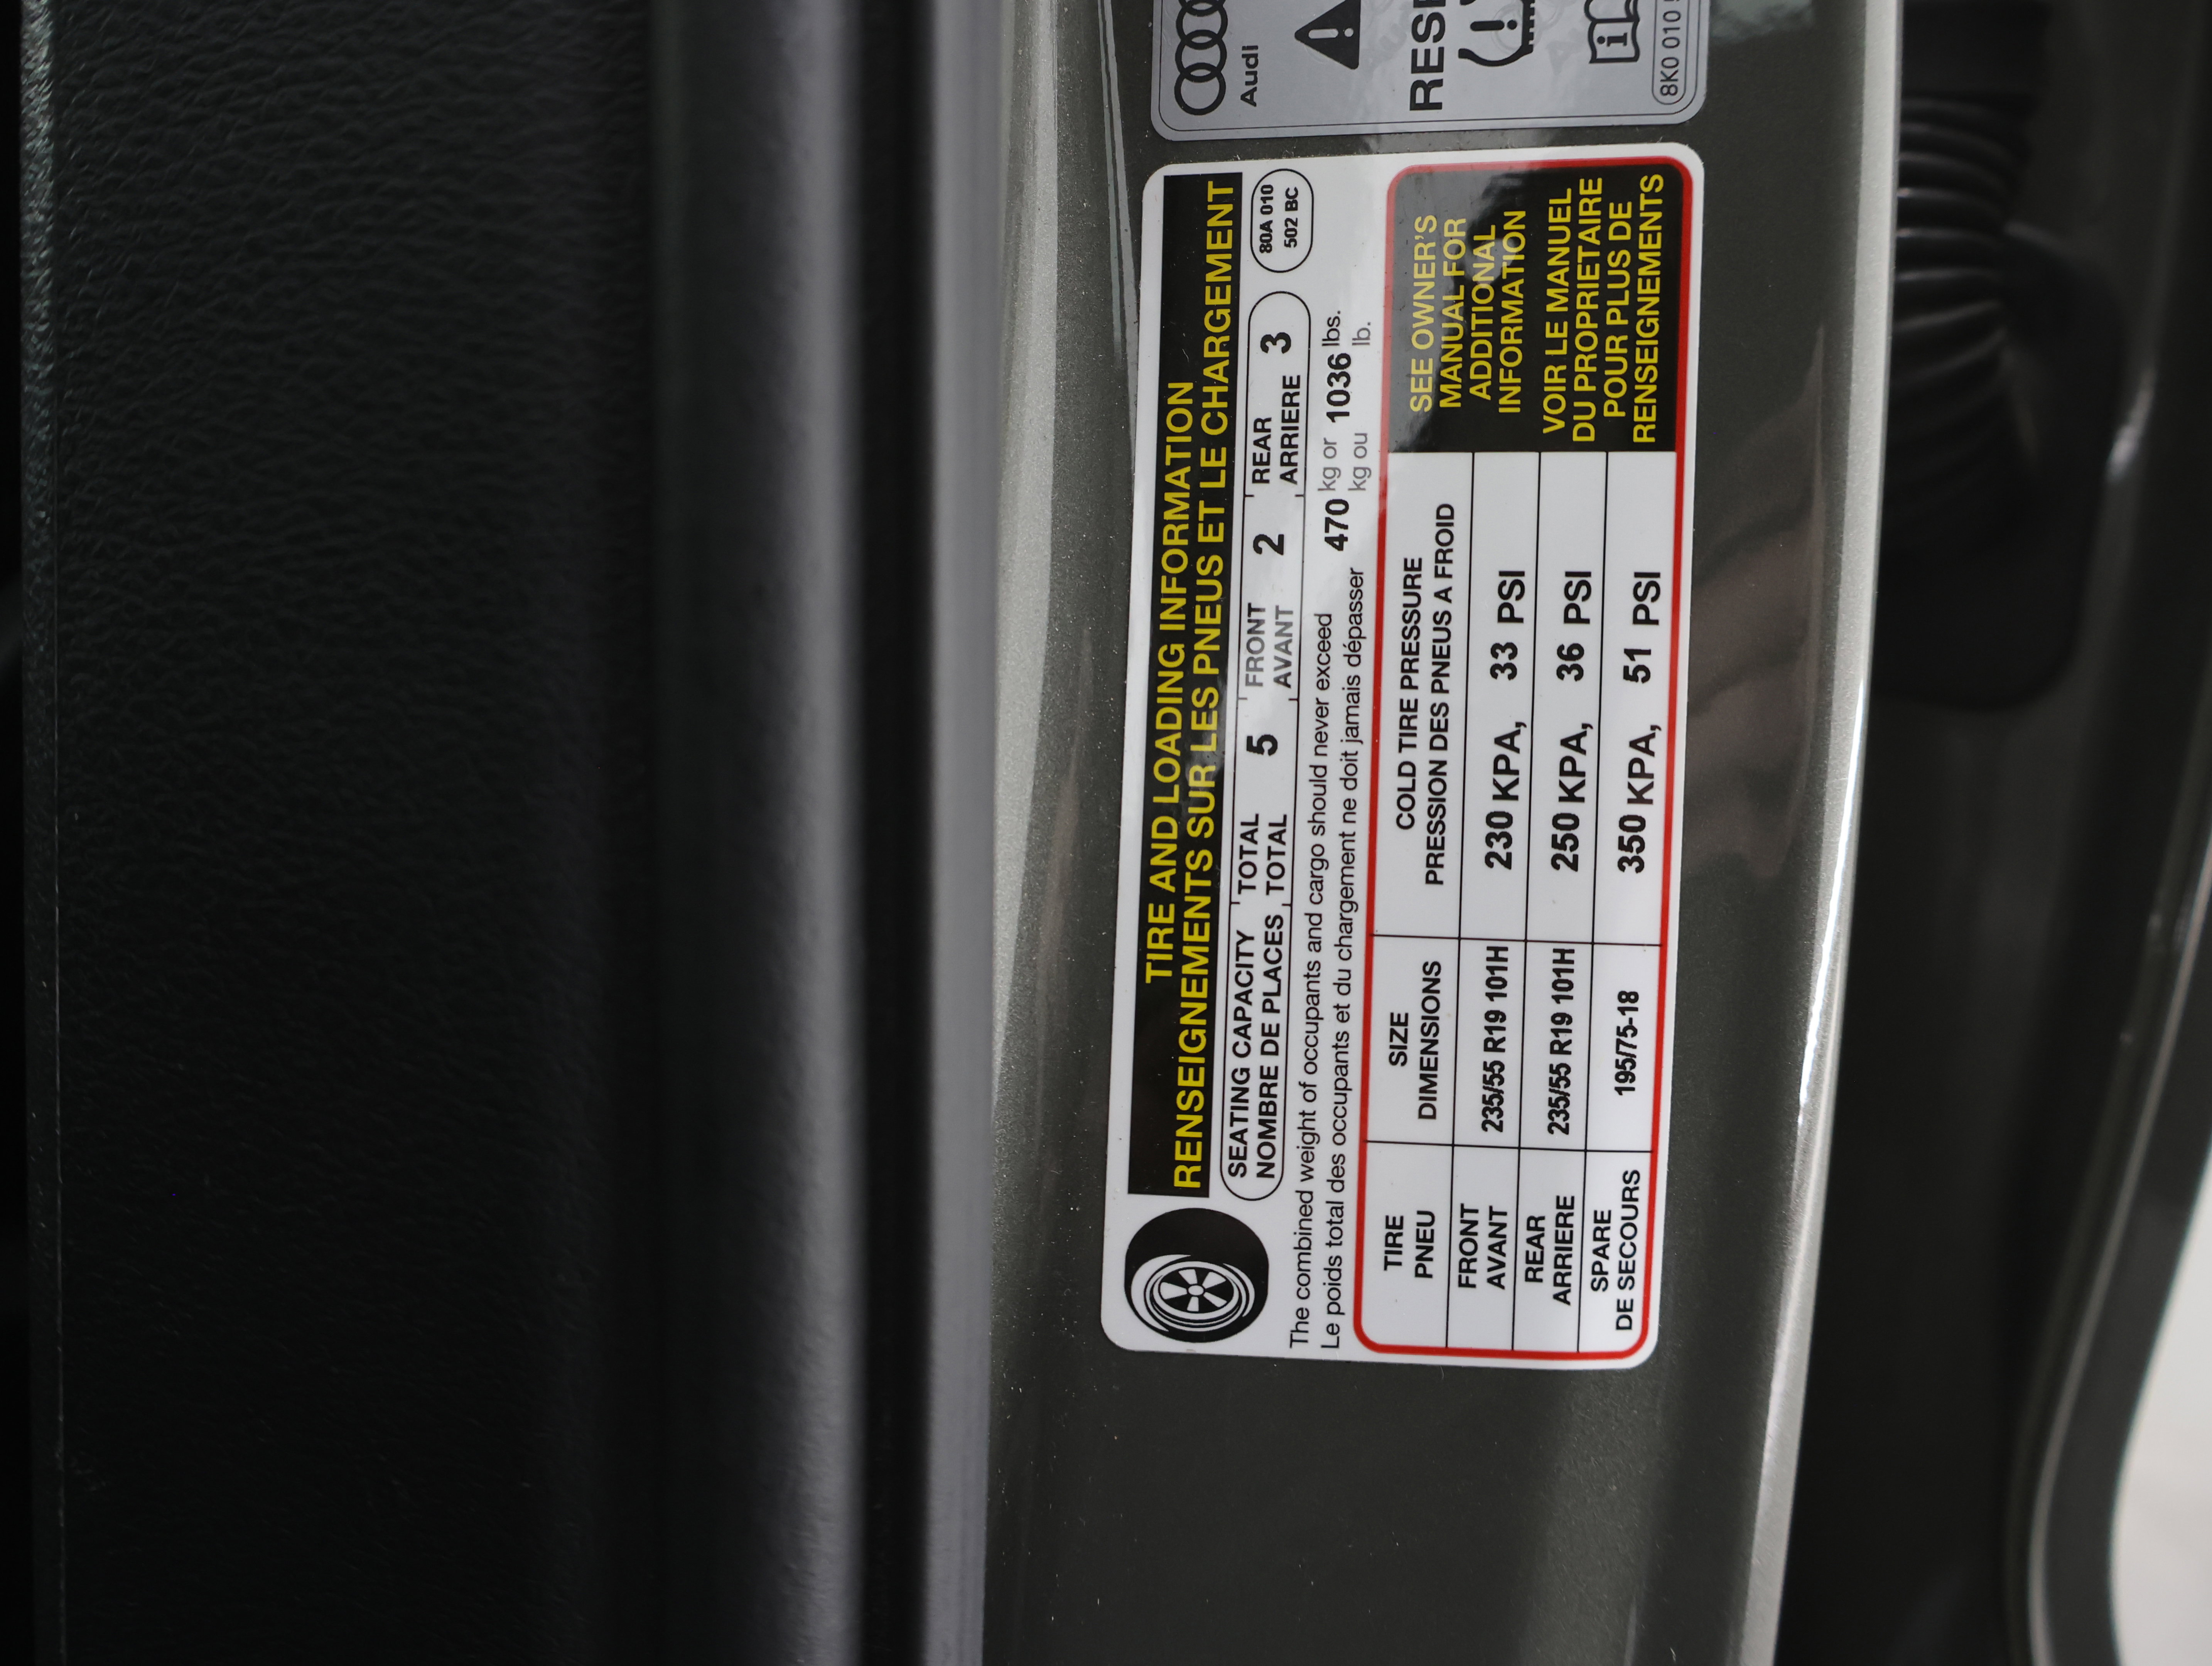 TIRE AND LOADING INFORMATION
RENSEIGNEMENTS SUR LES PNEUS ET LE CHARGEMENT
SEATING CAPACITY TOTAL 5 FRONT 2 REAR 3
NOMBRE DE PLACES TOTAL AVANT ARRIERE
80A 010
502 BC
The combined weight of occupants and cargo should never exceed 470 kg or 1036 lbs.
Le poids total des occupants et du chargement ne doit jamais dépasser kg ou lb.
TIRE SIZE COLD TIRE PRESSURE
PNEU DIMENSIONS PRESSION DES PNEUS A FROID
FRONT
AVANT 235/55 R19 101H 230 KPA, 33 PSI
REAR
ARRIERE 235/55 R19 101H 250 KPA, 36 PSI
SPARE
DE SECOURS 195/75-18 350 KPA, 51 PSI
SEE OWNER'S
MANUAL FOR
ADDITIONAL
INFORMATION
VOIR LE MANUEL
DU PROPRIETAIRE
POUR PLUS DE
RENSEIGNEMENTS
Audi
8K0 010